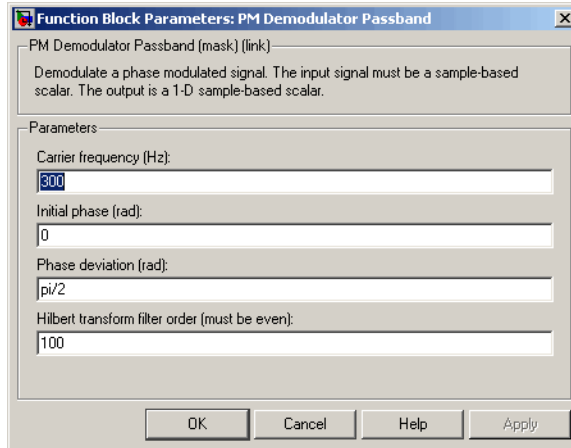 Function Block Parameters: PM Demodulator Passband
PM Demodulator Passband (mask) (link)
Demodulate a phase modulated signal. The input signal must be a sample-based
scalar. The output is a 1-D sample-based scalar.
Parameters
Carrier frequency (Hz):
300
Initial phase (rad):
0
Phase deviation (rad):
pi/2
Hilbert transform filter order (must be even):
100
OK Cancel Help Apply